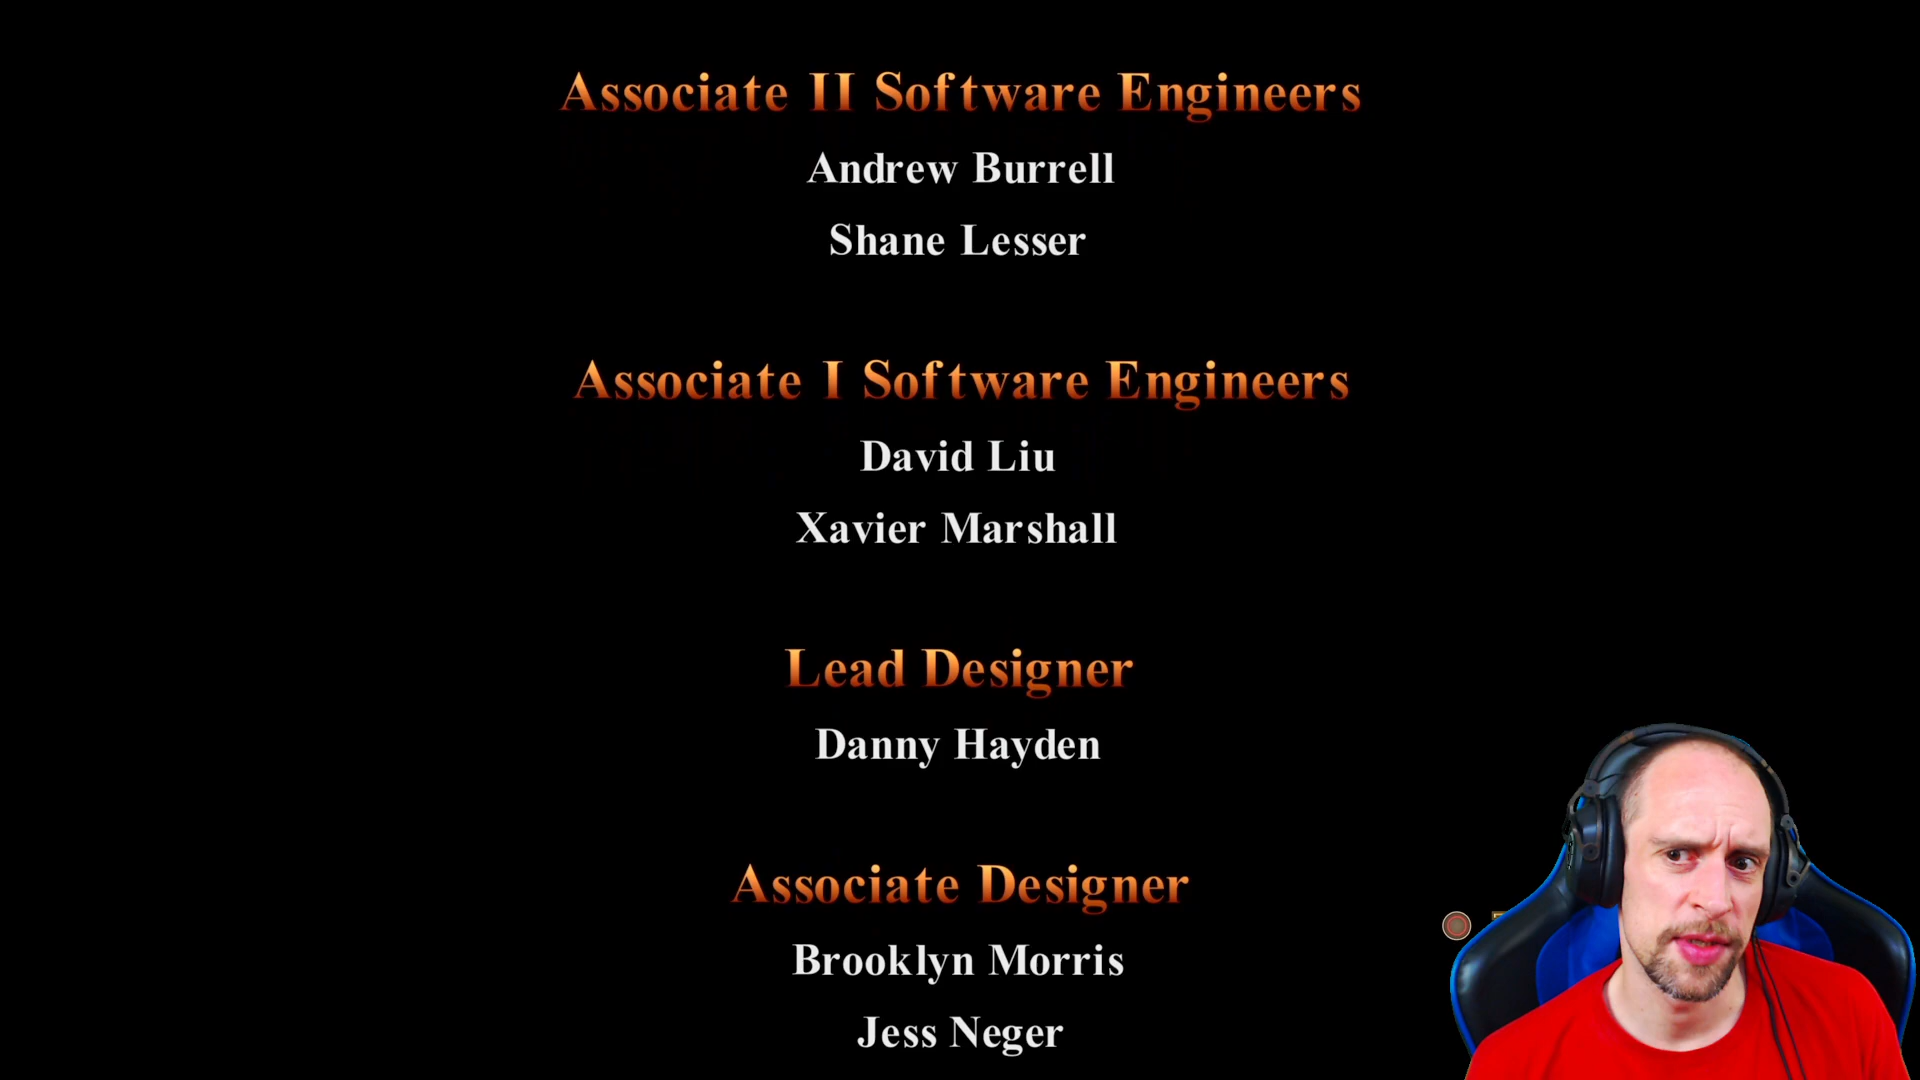 Associate II Software Engineers
Andrew Burrell
Shane Lesser
Associate I Software Engineers
David Liu
Xavier Marshall
Lead Designer
Danny Hayden
Associate Designer
Brooklyn Morris
Jess Neger